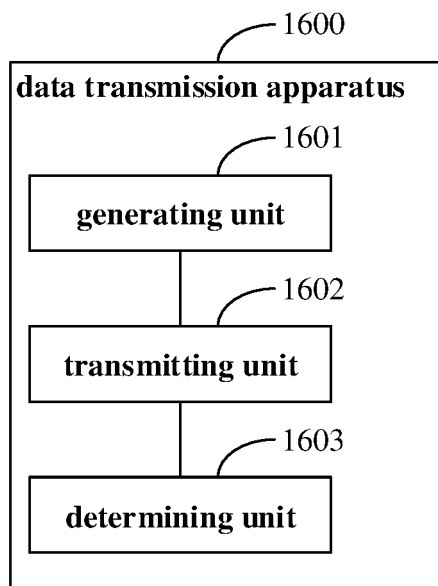 1600
data transmission apparatus
1601
generating unit
1602
transmitting unit
1603
determining unit